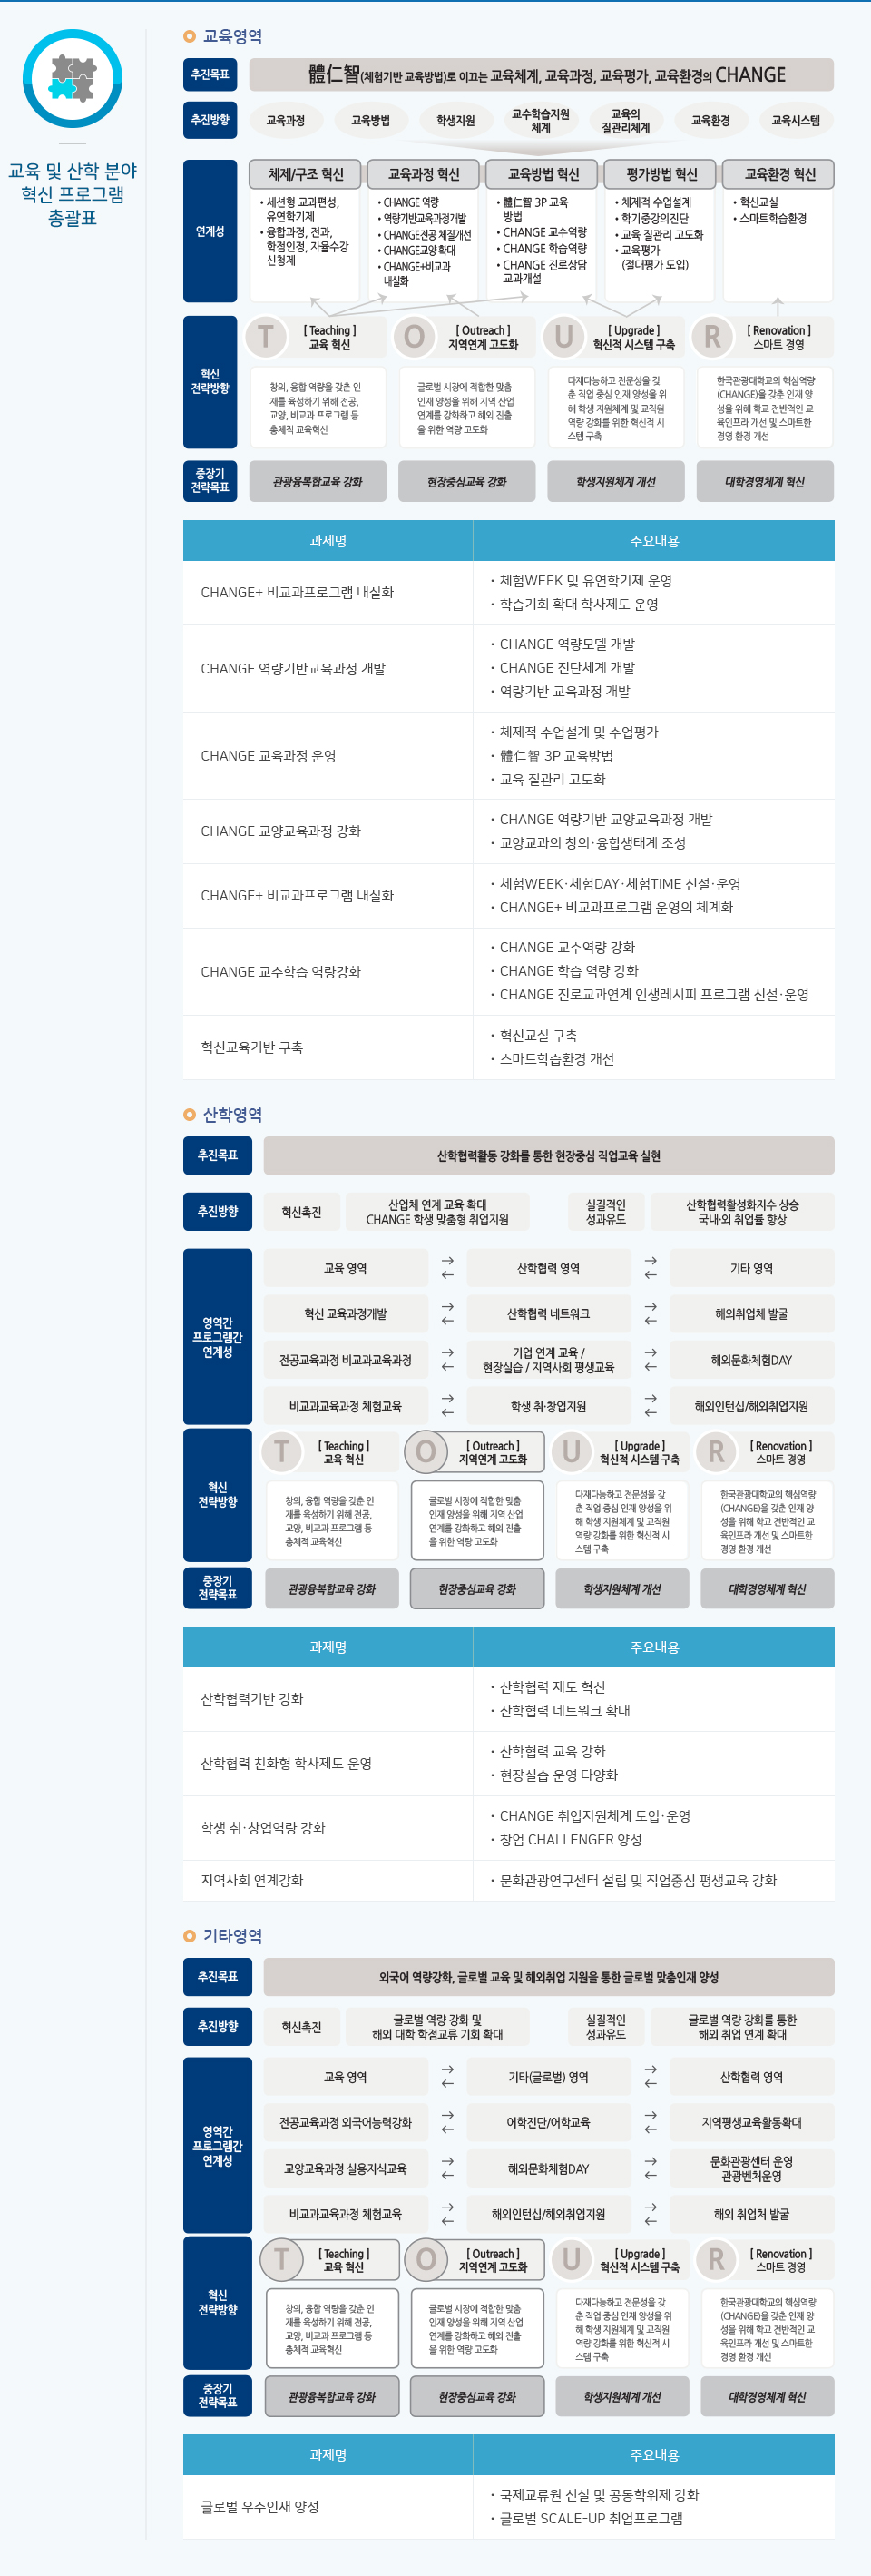 교육 및 산학 분야
혁신 프로그램
총괄표
교육영역
추진목표
體仁智(체험기반 교육방법)로 이끄는 교육체계, 교육과정, 교육평가, 교육환경의 CHANGE
추진방향
교육과정
교육방법
학생지원
교수학습지원
체계
교육의
질관리체계
교육환경
교육시스템
연계성
체제/구조 혁신
• 세션형 교과편성,
유연학기제
• 융합과정, 전과,
학점인정, 자율수강
신청제
교육과정 혁신
• CHANGE 역량
• 역량기반교육과정개발
• CHANGE전공 체질개선
• CHANGE교양 확대
• CHANGE+비교과
내실화
교육방법 혁신
• 體仁智 3P 교육
방법
• CHANGE 교수역량
• CHANGE 학습역량
• CHANGE 진로상담
교과개설
평가방법 혁신
• 체제적 수업설계
• 학기중강의진단
• 교육 질관리 고도화
• 교육평가
(절대평가 도입)
교육환경 혁신
• 혁신교실
• 스마트학습환경
혁신
전략방향
T
[ Teaching ]
교육 혁신
창의, 융합 역량을 갖춘 인
재를 육성하기 위해 전공,
교양, 비교과 프로그램 등
총체적 교육혁신
O
[ Outreach ]
지역연계 고도화
글로벌 시장에 적합한 맞춤
인재 양성을 위해 지역 산업
연계를 강화하고 해외 진출
을 위한 역량 고도화
U
[ Upgrade ]
혁신적 시스템 구축
다재다능하고 전문성을 갖
춘 직업 중심 인재 양성을 위
해 학생 지원체계 및 교직원
역량 강화를 위한 혁신적 시
스템 구축
R
[ Renovation ]
스마트 경영
한국관광대학교의 핵심역량
(CHANGE)을 갖춘 인재 양
성을 위해 학교 전반적인 교
육인프라 개선 및 스마트한
경영 환경 개선
중장기
전략목표
관광융복합교육 강화
현장중심교육 강화
학생지원체계 개선
대학경영체계 혁신
과제명
주요내용
CHANGE+ 비교과프로그램 내실화
· 체험WEEK 및 유연학기제 운영
· 학습기회 확대 학사제도 운영
CHANGE 역량기반교육과정 개발
· CHANGE 역량모델 개발
· CHANGE 진단체계 개발
· 역량기반 교육과정 개발
CHANGE 교육과정 운영
· 체제적 수업설계 및 수업평가
· 體仁智 3P 교육방법
· 교육 질관리 고도화
CHANGE 교양교육과정 강화
· CHANGE 역량기반 교양교육과정 개발
· 교양교과의 창의·융합생태계 조성
CHANGE+ 비교과프로그램 내실화
· 체험WEEK·체험DAY·체험TIME 신설·운영
· CHANGE+ 비교과프로그램 운영의 체계화
CHANGE 교수학습 역량강화
· CHANGE 교수역량 강화
· CHANGE 학습 역량 강화
· CHANGE 진로교과연계 인생레시피 프로그램 신설·운영
혁신교육기반 구축
· 혁신교실 구축
· 스마트학습환경 개선
산학영역
추진목표
산학협력활동 강화를 통한 현장중심 직업교육 실현
추진방향
혁신촉진
산업체 연계 교육 확대
CHANGE 학생 맞춤형 취업지원
실질적인
성과유도
산학협력활성화지수 상승
국내·외 취업률 향상
영역간
프로그램간
연계성
교육 영역
→
←
산학협력 영역
→
←
기타 영역
혁신 교육과정개발
→
←
산학협력 네트워크
→
←
해외취업체 발굴
전공교육과정 비교과교육과정
→
←
기업 연계 교육 /
현장실습 / 지역사회 평생교육
→
←
해외문화체험DAY
비교과교육과정 체험교육
→
←
학생 취·창업지원
→
←
해외인턴십/해외취업지원
혁신
전략방향
T
[ Teaching ]
교육 혁신
창의, 융합 역량을 갖춘 인
재를 육성하기 위해 전공,
교양, 비교과 프로그램 등
총체적 교육혁신
O
[ Outreach ]
지역연계 고도화
글로벌 시장에 적합한 맞춤
인재 양성을 위해 지역 산업
연계를 강화하고 해외 진출
을 위한 역량 고도화
U
[ Upgrade ]
혁신적 시스템 구축
다재다능하고 전문성을 갖
춘 직업 중심 인재 양성을 위
해 학생 지원체계 및 교직원
역량 강화를 위한 혁신적 시
스템 구축
R
[ Renovation ]
스마트 경영
한국관광대학교의 핵심역량
(CHANGE)을 갖춘 인재 양
성을 위해 학교 전반적인 교
육인프라 개선 및 스마트한
경영 환경 개선
중장기
전략목표
관광융복합교육 강화
현장중심교육 강화
학생지원체계 개선
대학경영체계 혁신
과제명
주요내용
산학협력기반 강화
· 산학협력 제도 혁신
· 산학협력 네트워크 확대
산학협력 친화형 학사제도 운영
· 산학협력 교육 강화
· 현장실습 운영 다양화
학생 취·창업역량 강화
· CHANGE 취업지원체계 도입·운영
· 창업 CHALLENGER 양성
지역사회 연계강화
· 문화관광연구센터 설립 및 직업중심 평생교육 강화
기타영역
추진목표
외국어 역량강화, 글로벌 교육 및 해외취업 지원을 통한 글로벌 맞춤인재 양성
추진방향
혁신촉진
글로벌 역량 강화 및
해외 대학 학점교류 기회 확대
실질적인
성과유도
글로벌 역량 강화를 통한
해외 취업 연계 확대
영역간
프로그램간
연계성
교육 영역
→
←
기타(글로벌) 영역
→
←
산학협력 영역
전공교육과정 외국어능력강화
→
←
어학진단/어학교육
→
←
지역평생교육활동확대
교양교육과정 실용지식교육
→
←
해외문화체험DAY
→
←
문화관광센터 운영
관광벤처운영
비교과교육과정 체험교육
→
←
해외인턴십/해외취업지원
→
←
해외 취업처 발굴
혁신
전략방향
T
[ Teaching ]
교육 혁신
창의, 융합 역량을 갖춘 인
재를 육성하기 위해 전공,
교양, 비교과 프로그램 등
총체적 교육혁신
O
[ Outreach ]
지역연계 고도화
글로벌 시장에 적합한 맞춤
인재 양성을 위해 지역 산업
연계를 강화하고 해외 진출
을 위한 역량 고도화
U
[ Upgrade ]
혁신적 시스템 구축
다재다능하고 전문성을 갖
춘 직업 중심 인재 양성을 위
해 학생 지원체계 및 교직원
역량 강화를 위한 혁신적 시
스템 구축
R
[ Renovation ]
스마트 경영
한국관광대학교의 핵심역량
(CHANGE)을 갖춘 인재 양
성을 위해 학교 전반적인 교
육인프라 개선 및 스마트한
경영 환경 개선
중장기
전략목표
관광융복합교육 강화
현장중심교육 강화
학생지원체계 개선
대학경영체계 혁신
과제명
주요내용
글로벌 우수인재 양성
· 국제교류원 신설 및 공동학위제 강화
· 글로벌 SCALE-UP 취업프로그램